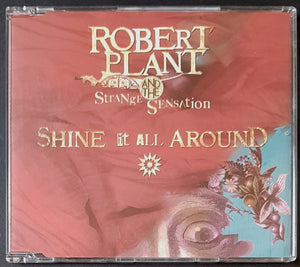 ROBERT
PLANT
AND THE
STRANGE SENSATION
SHINE it ALL AROUND